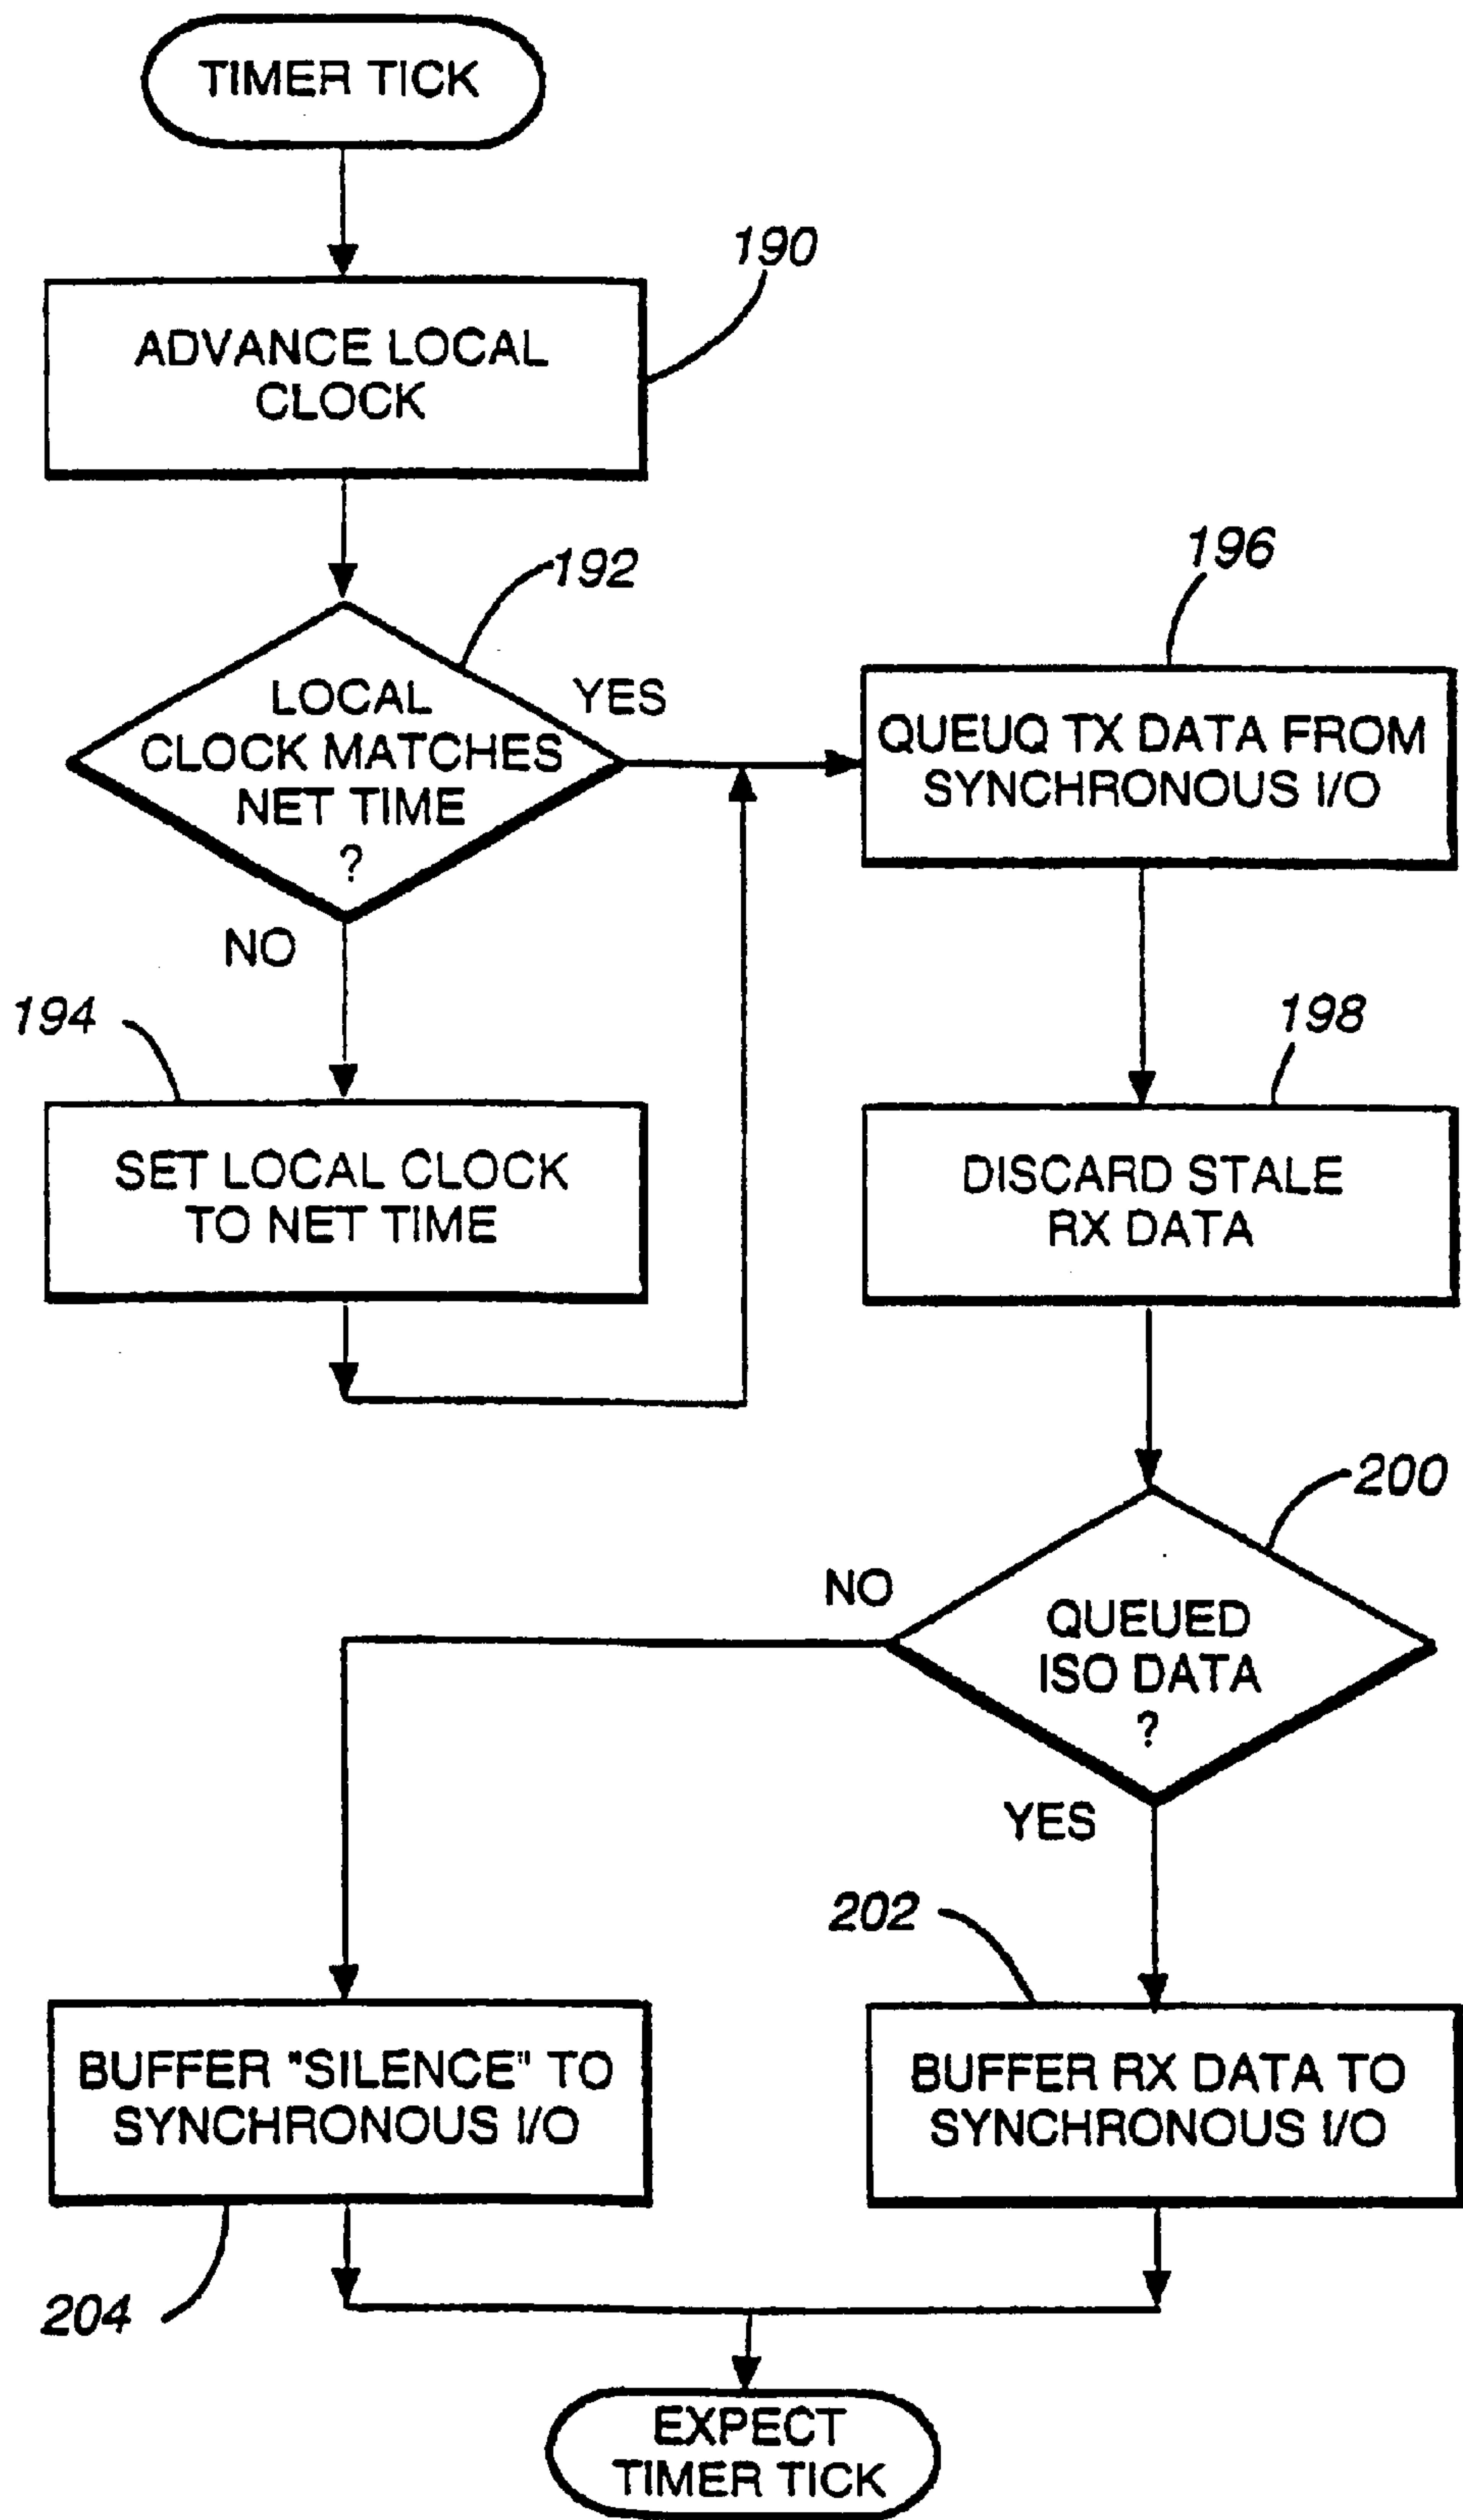 TIMER TICK
190
ADVANCE LOCAL
CLOCK
192
196
LOCAL
CLOCK MATCHES
NET TIME
?
YES
NO
QUEUQ TX DATA FROM
SYNCHRONOUS I/O
194
198
SET LOCAL CLOCK
TO NET TIME
DISCARD STALE
RX DATA
200
NO
QUEUED
ISO DATA
?
YES
202
BUFFER "SILENCE" TO
SYNCHRONOUS I/O
BUFFER RX DATA TO
SYNCHRONOUS I/O
204
EXPECT
TIMER TICK